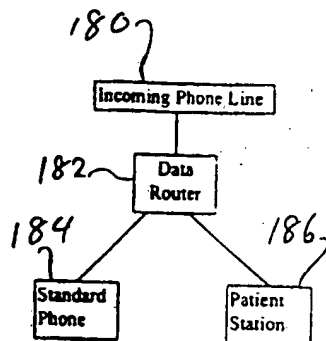 180
Incoming Phone Line
182
Data
Router
184
186
Standard
Phone
Patient
Station